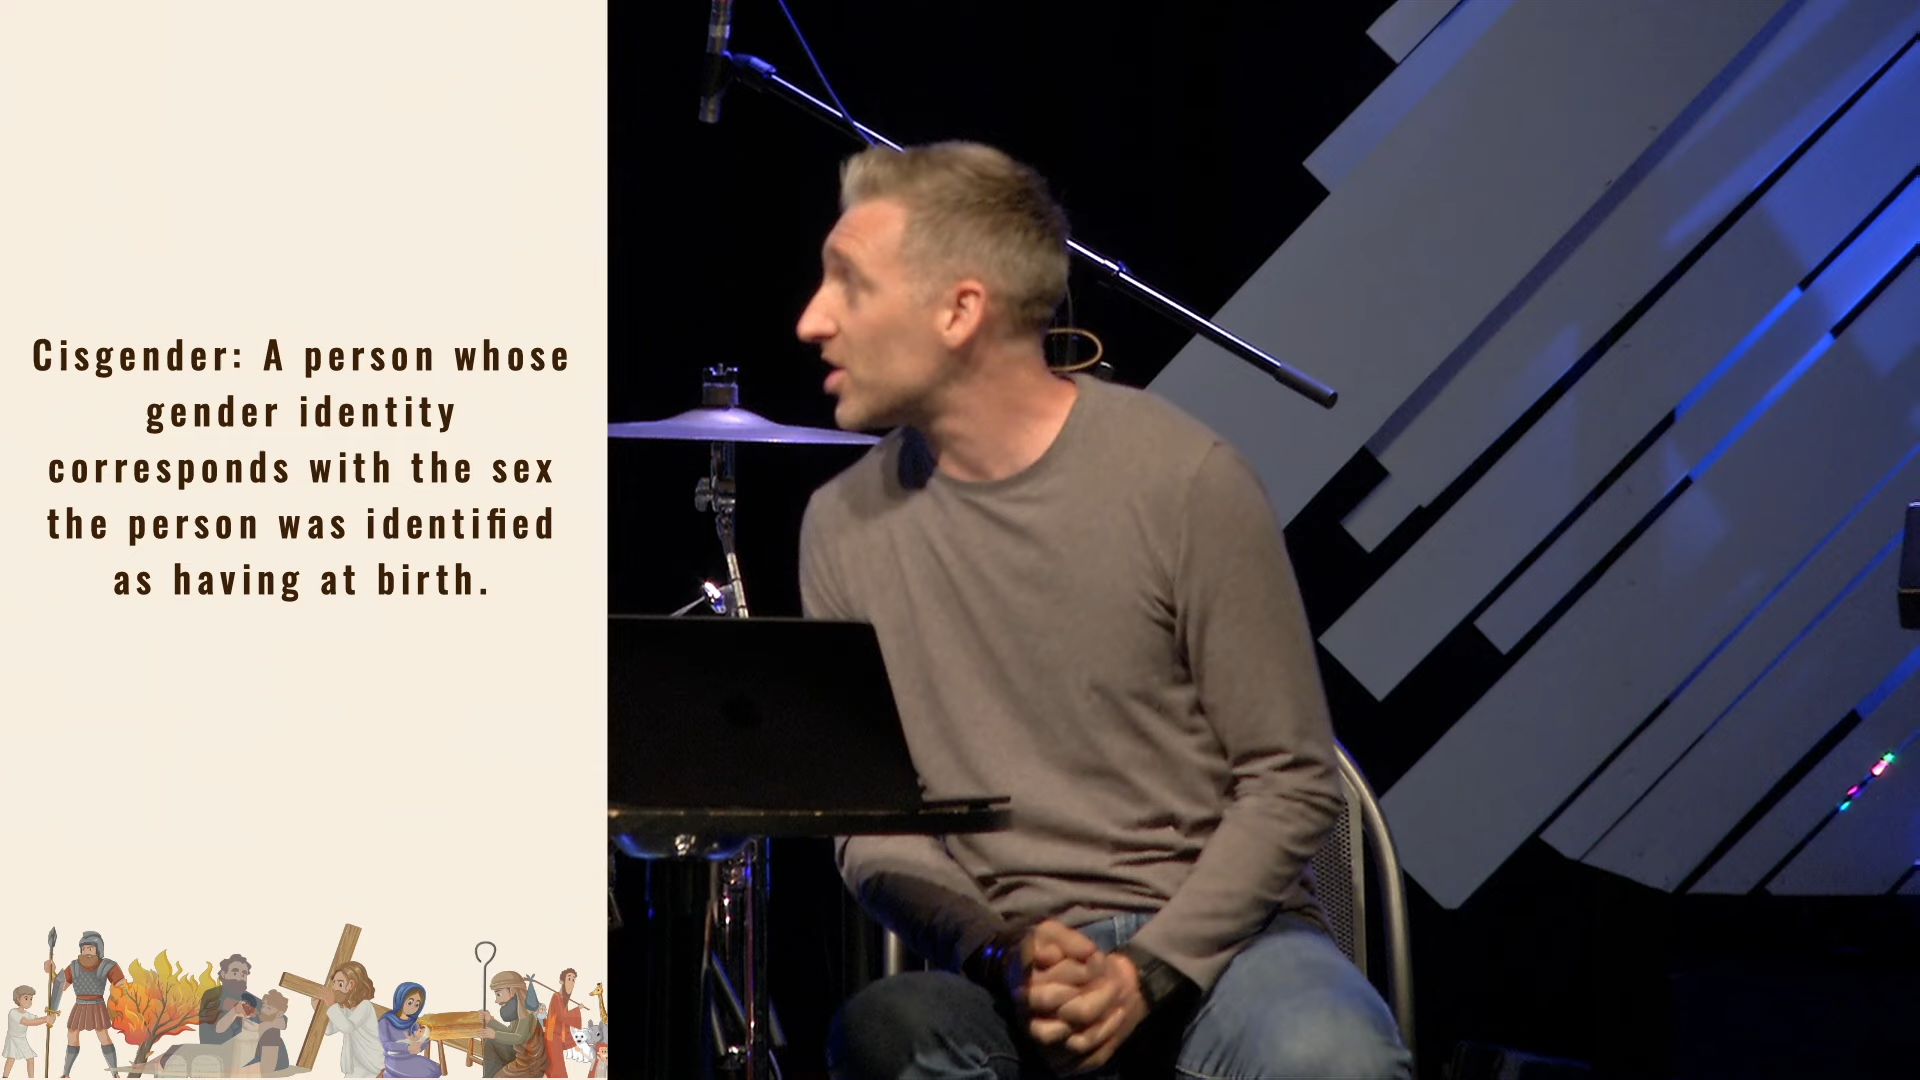 Cisgender: A person whose
gender identity
corresponds with the sex
the person was identified
as having at birth.